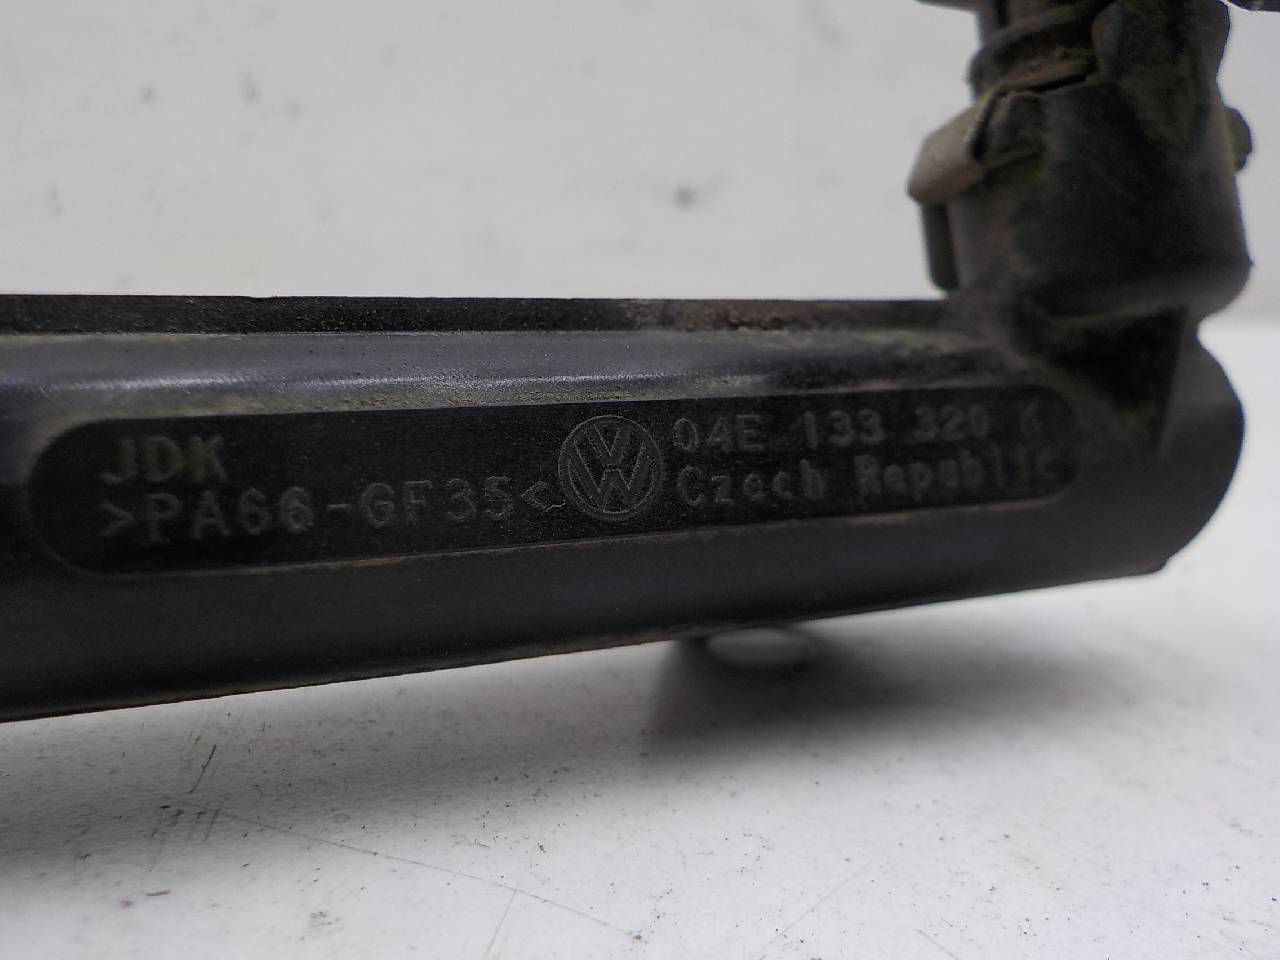 JDK
>PA66-GF35<
04E 133 320 K
Czech Republic